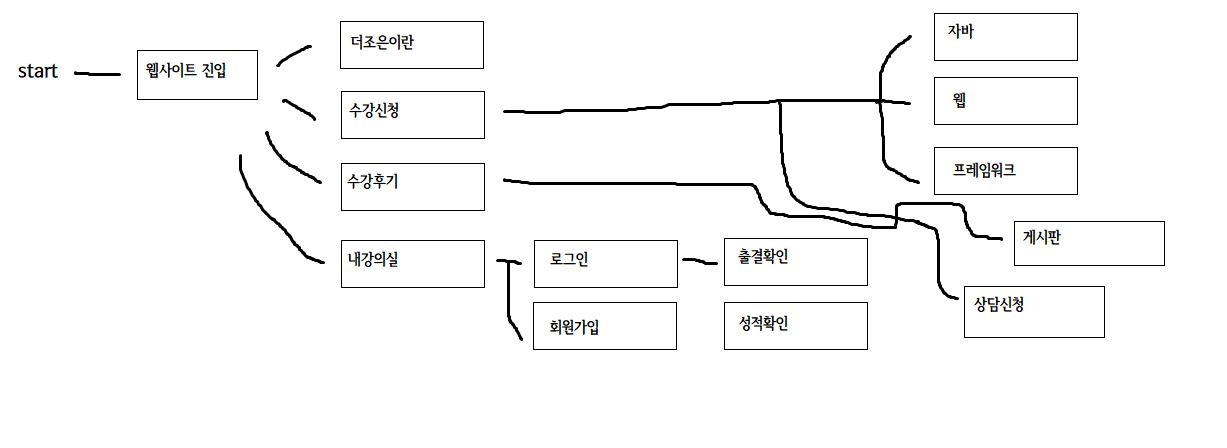 start
웹사이트 진입
더조은이란
수강신청
수강후기
내강의실
로그인
회원가입
출결확인
성적확인
자바
웹
프레임워크
게시판
상담신청